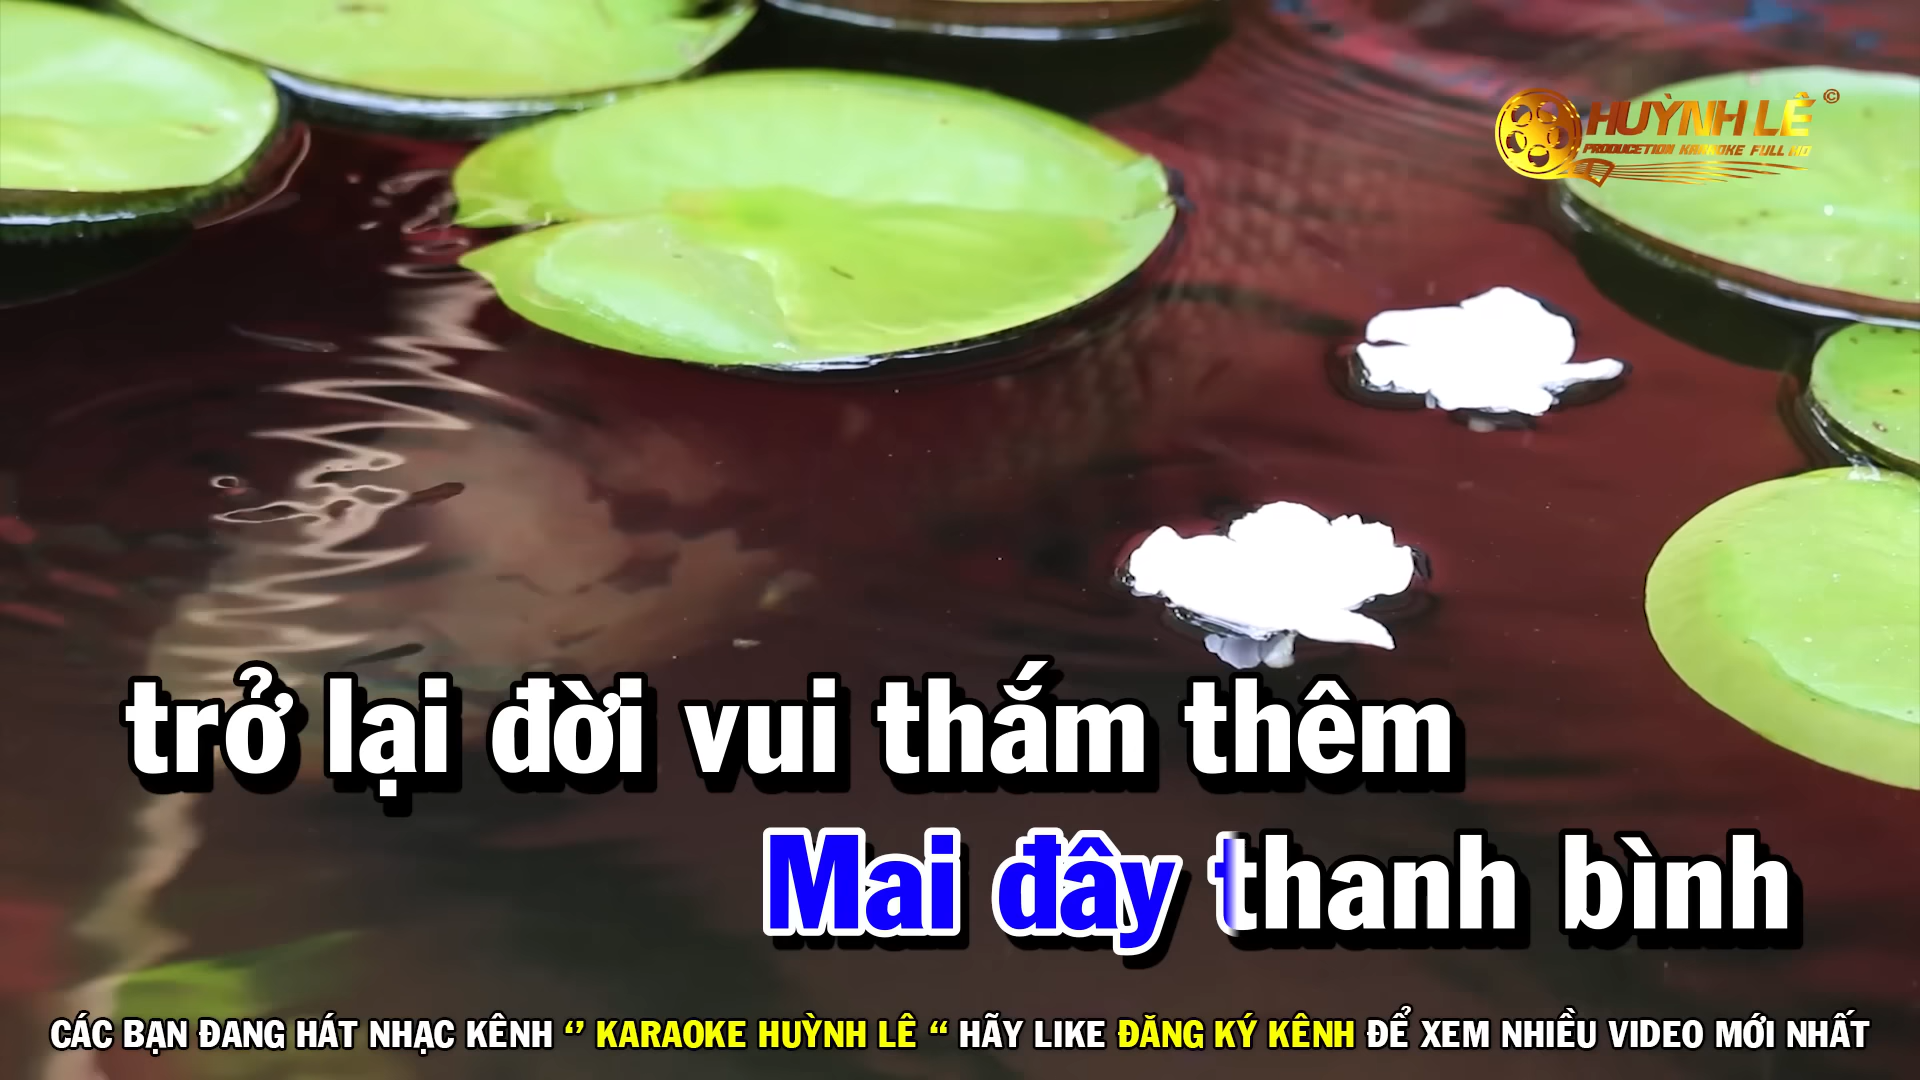 HUỲNH LÊ ©
PRODUCETION KARAOKE FULL HD
trở lại đời vui thắm thêm
Mai đây thanh bình
CÁC BẠN ĐANG HÁT NHẠC KÊNH ‘’ KARAOKE HUỲNH LÊ “ HÃY LIKE ĐĂNG KÝ KÊNH ĐỂ XEM NHIỀU VIDEO MỚI NHẤT